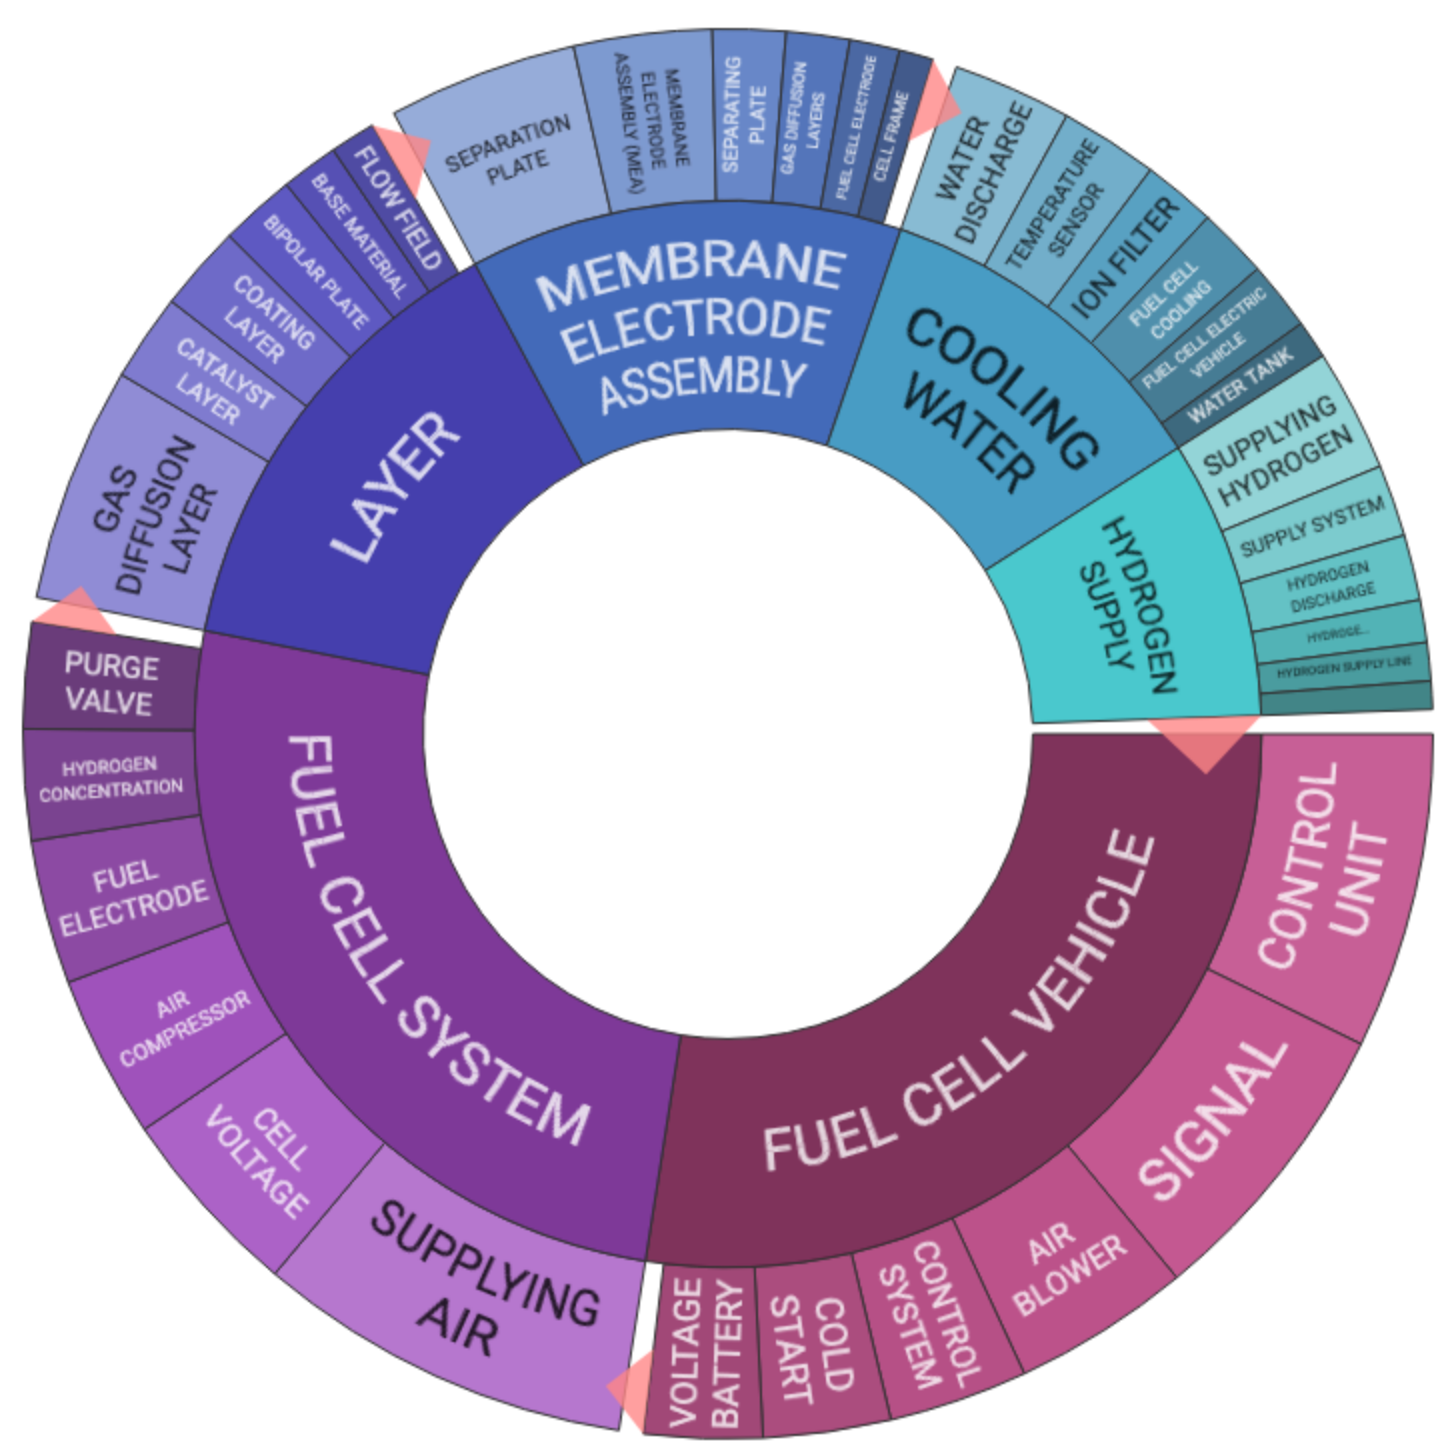 FUEL CELL VEHICLE
CONTROL
UNIT
SIGNAL
AIR
BLOWER
CONTROL
SYSTEM
COLD
START
VOLTAGE
BATTERY
FUEL CELL SYSTEM
SUPPLYING
AIR
CELL
VOLTAGE
AIR
COMPRESSOR
FUEL
ELECTRODE
HYDROGEN
CONCENTRATION
PURGE
VALVE
LAYER
GAS
DIFFUSION
LAYER
CATALYST
LAYER
COATING
LAYER
BIPOLAR PLATE
BASE MATERIAL
FLOW FIELD
MEMBRANE
ELECTRODE
ASSEMBLY
SEPARATION
PLATE
MEMBRANE
ELECTRODE
ASSEMBLY (MEA)
SEPARATING
PLATE
GAS DIFFUSION
LAYERS
FUEL CELL ELECTRODE
CELL FRAME
COOLING
WATER
WATER
DISCHARGE
TEMPERATURE
SENSOR
ION FILTER
FUEL CELL
COOLING
FUEL CELL ELECTRIC
VEHICLE
WATER TANK
HYDROGEN
SUPPLY
SUPPLYING
HYDROGEN
SUPPLY SYSTEM
HYDROGEN
DISCHARGE
HYDROGE...
HYDROGEN SUPPLY LINE